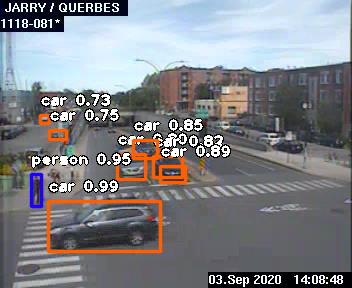 JARRY / QUERBES
1118-081*
car 0.73
car 0.75
car 0.85
car 0.82
car 0.89
person 0.95
car 0.99
03.Sep 2020 14:08:48